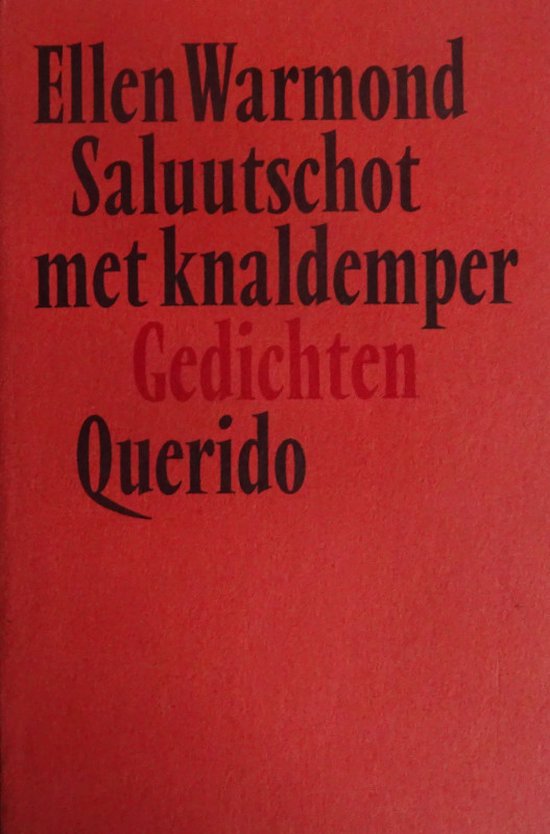 Ellen Warmond
Saluutschot
met knaldemper
Gedichten
Querido